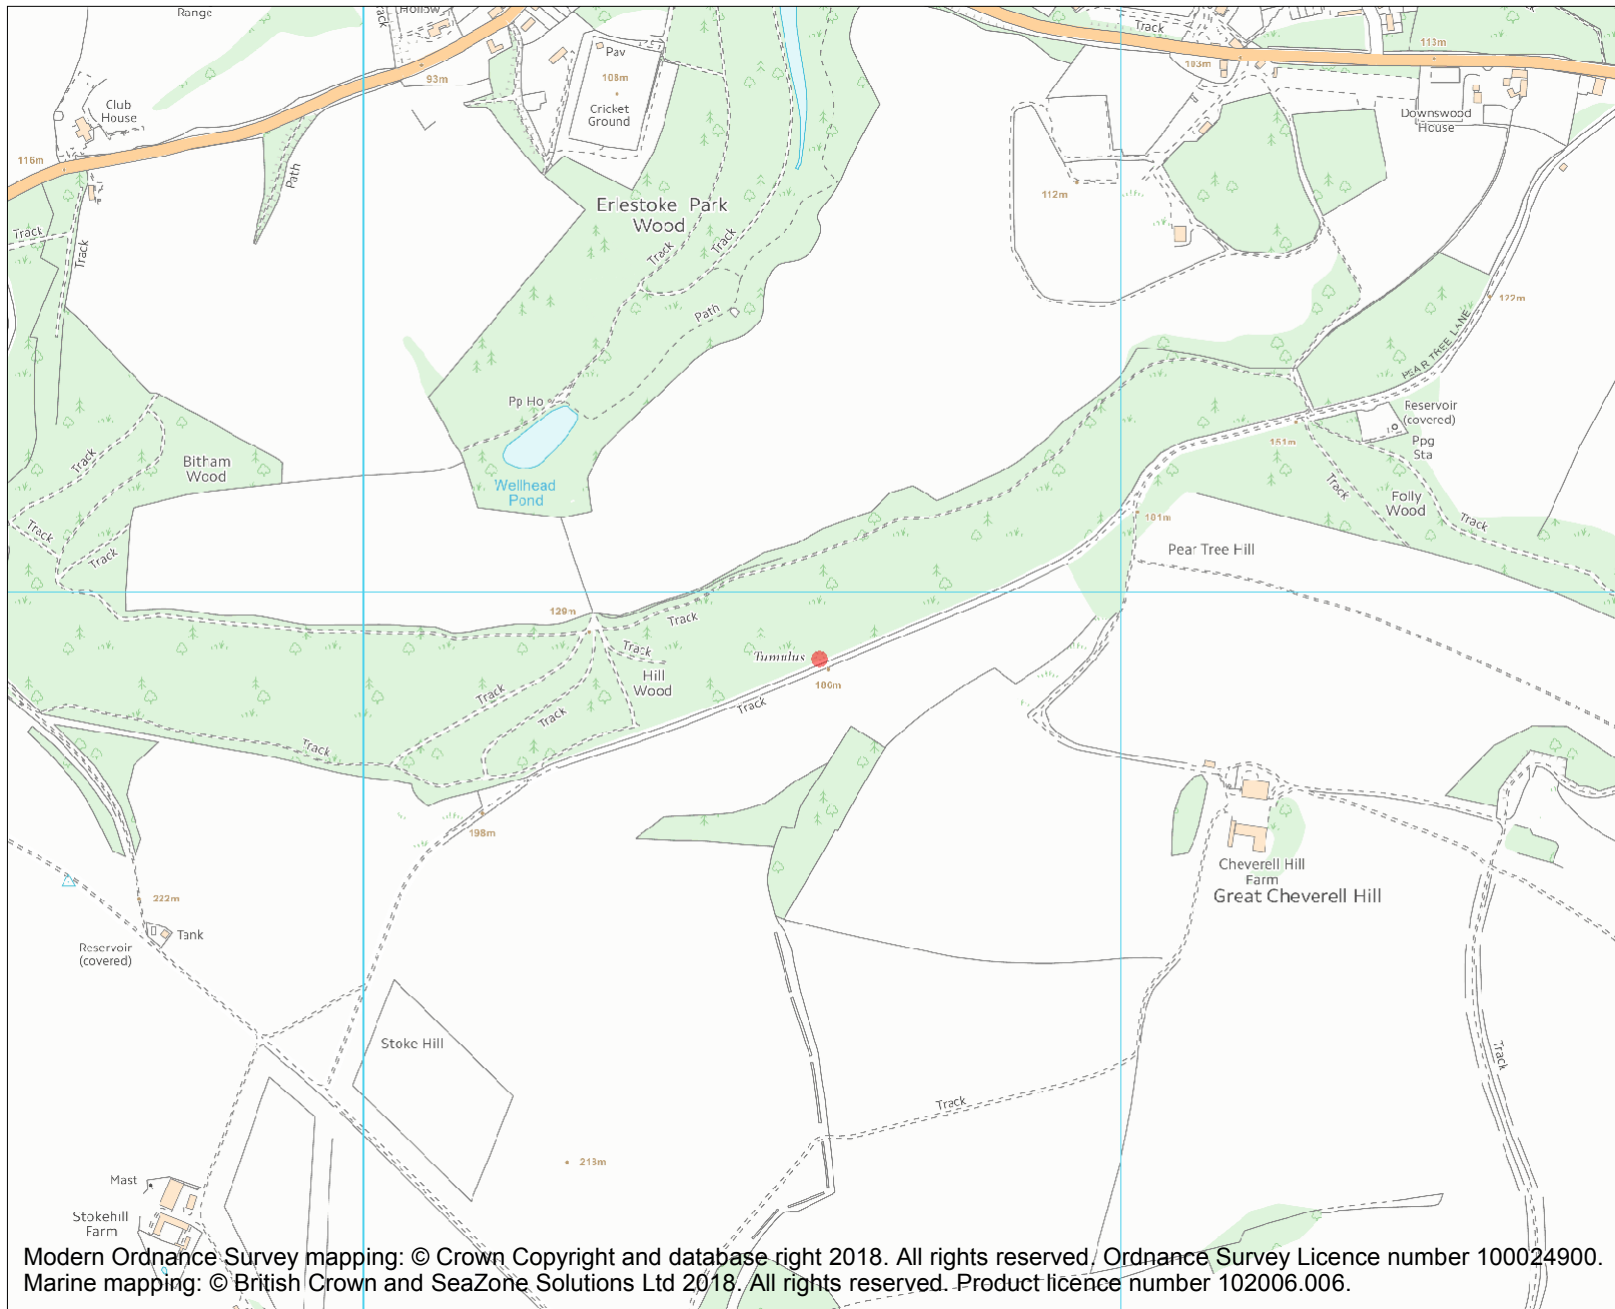 Range
Track
Hollow
Pav
108m
Cricket
Ground
93m
Club
House
116m
Path
Track
Track
Erlestoke Park
Wood
Track
Track
Path
Track
103m
113m
Downswood
House
112m
122m
PEAR TREE LANE
Pp Ho
Wellhead
Pond
Bitham
Wood
Track
Track
Track
Reservoir
(covered)
Ppg
Sta
151m
Track
Folly
Wood
Track
181m
Pear Tree Hill
129m
Track
Track
Hill
Wood
Tumulus
Track
Track
Track
Track
198m
222m
Tank
Reservoir
(covered)
Cheverell Hill
Farm
Great Cheverell Hill
Stoke Hill
Track
Track
Mast
Stokehill
Farm
Modern Ordnance Survey mapping: © Crown Copyright and database right 2018. All rights reserved. Ordnance Survey Licence number 100024900.
Marine mapping: © British Crown and SeaZone Solutions Ltd 2018. All rights reserved. Product licence number 102006.006.